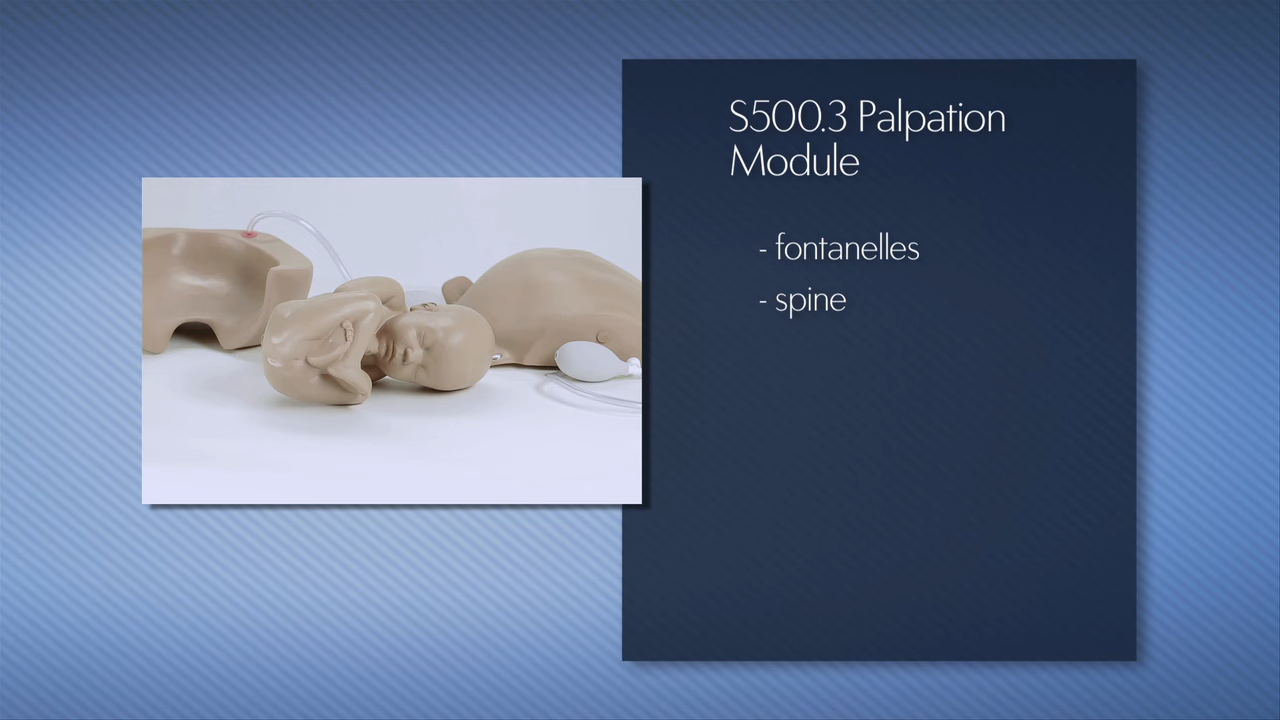 S500.3 Palpation
Module
- fontanelles
- spine